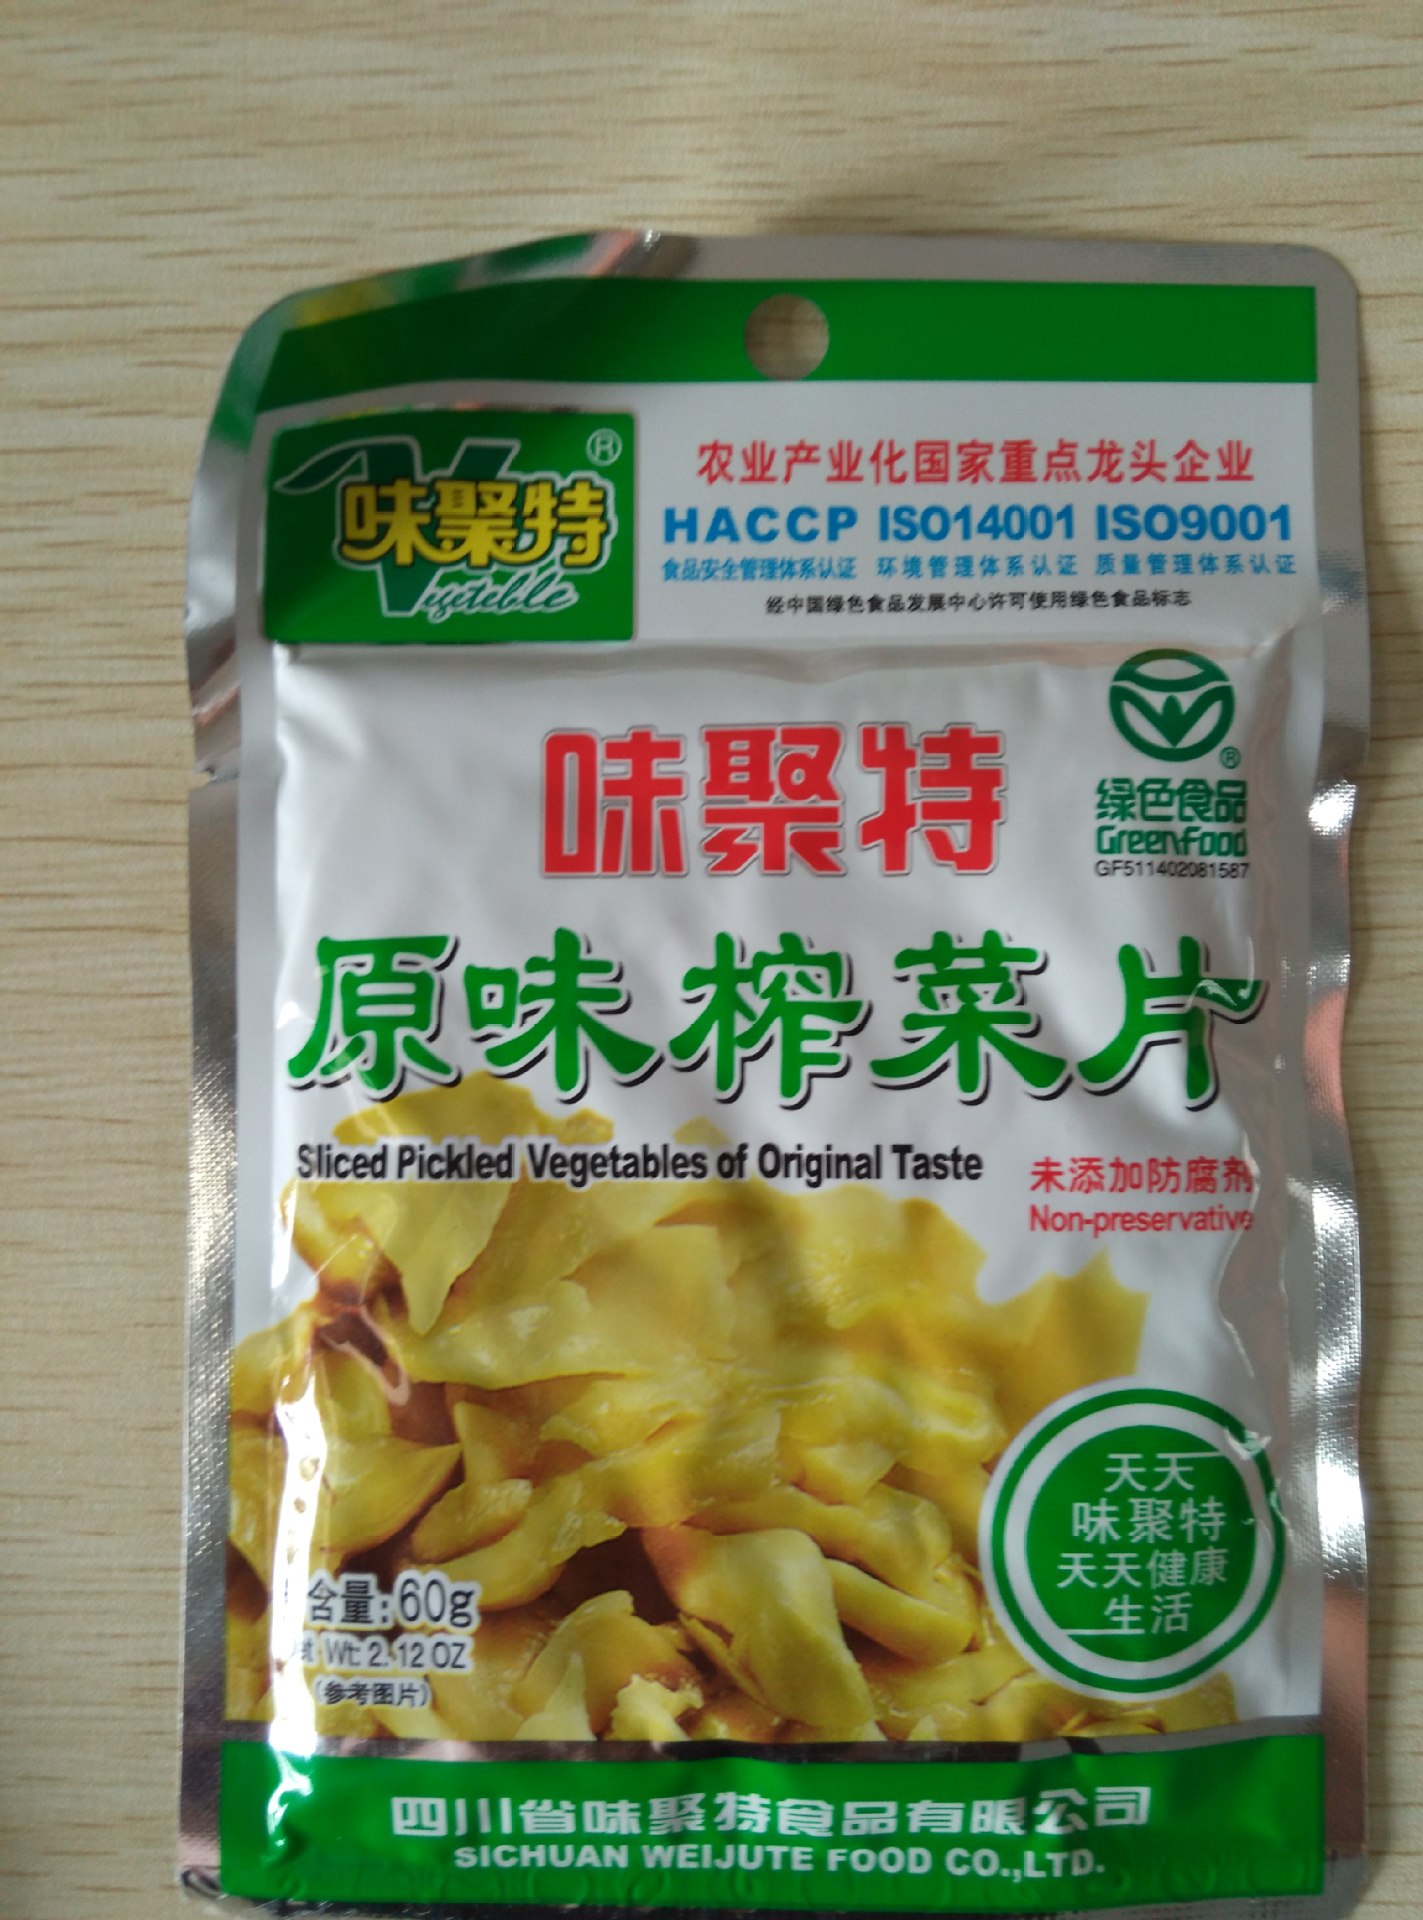 味聚特
®
Vegeteble
农业产业化国家重点龙头企业
HACCP ISO14001 ISO9001
食品安全管理体系认证 环境管理体系认证 质量管理体系认证
经中国绿色食品发展中心许可使用绿色食品标志
®
绿色食品
Greenfood
GF511402081587
味聚特
原味榨菜片
Sliced Pickled Vegetables of Original Taste
未添加防腐剂
Non-preservative
天天
味聚特
天天健康
生活
含量:60g
Wt: 2.12 OZ
(参考图片)
四川省味聚特食品有限公司
SICHUAN WEIJUTE FOOD CO.,LTD.